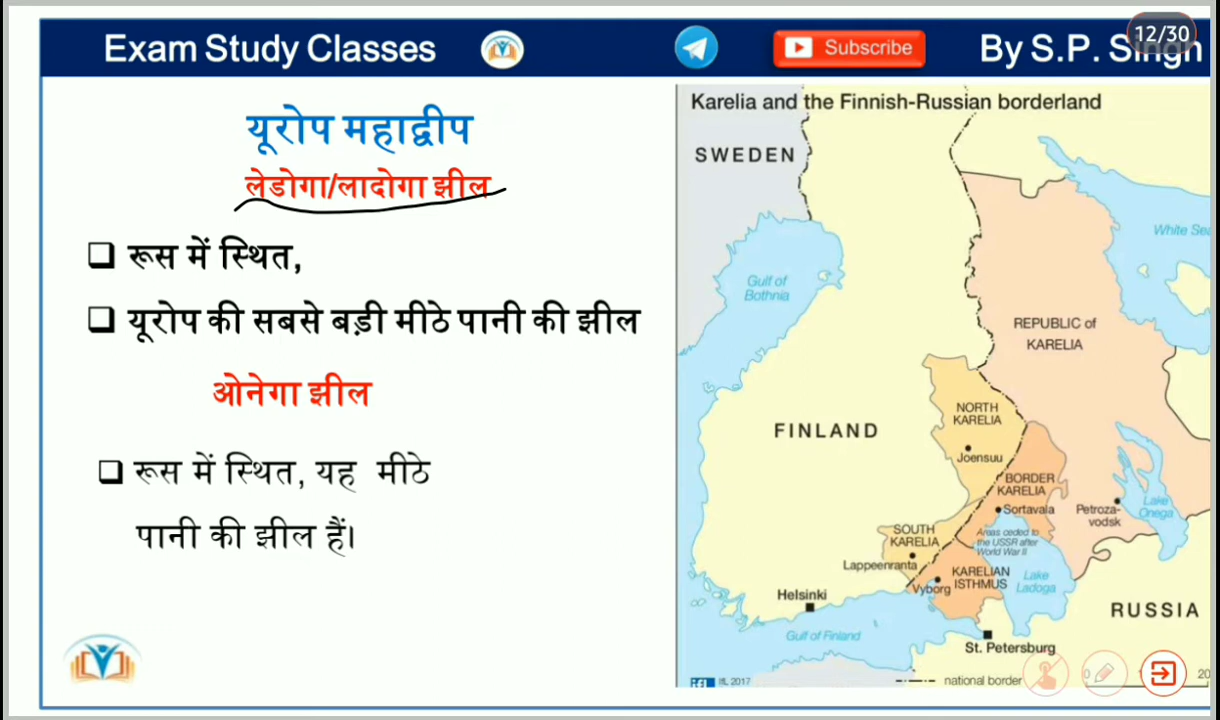 Exam Study Classes
Subscribe
By S.P. Singh
12/30
यूरोप महाद्वीप
लेडोगा/लादोगा झील
रूस में स्थित,
यूरोप की सबसे बड़ी मीठे पानी की झील
ओनेगा झील
रूस में स्थित, यह मीठे
पानी की झील हैं।
Karelia and the Finnish-Russian borderland
SWEDEN
White Sea
Gulf of
Bothnia
REPUBLIC of
KARELIA
NORTH
KARELIA
FINLAND
Joensuu
BORDER
KARELIA
Sortavala
Petroza-
vodsk
Lake
Onega
SOUTH
KARELIA
Areas ceded to
the USSR after
World War II
Lappeenranta
KARELIAN
ISTHMUS
Lake
Ladoga
Vyborg
Helsinki
RUSSIA
Gulf of Finland
St. Petersburg
national border
0
20
2017